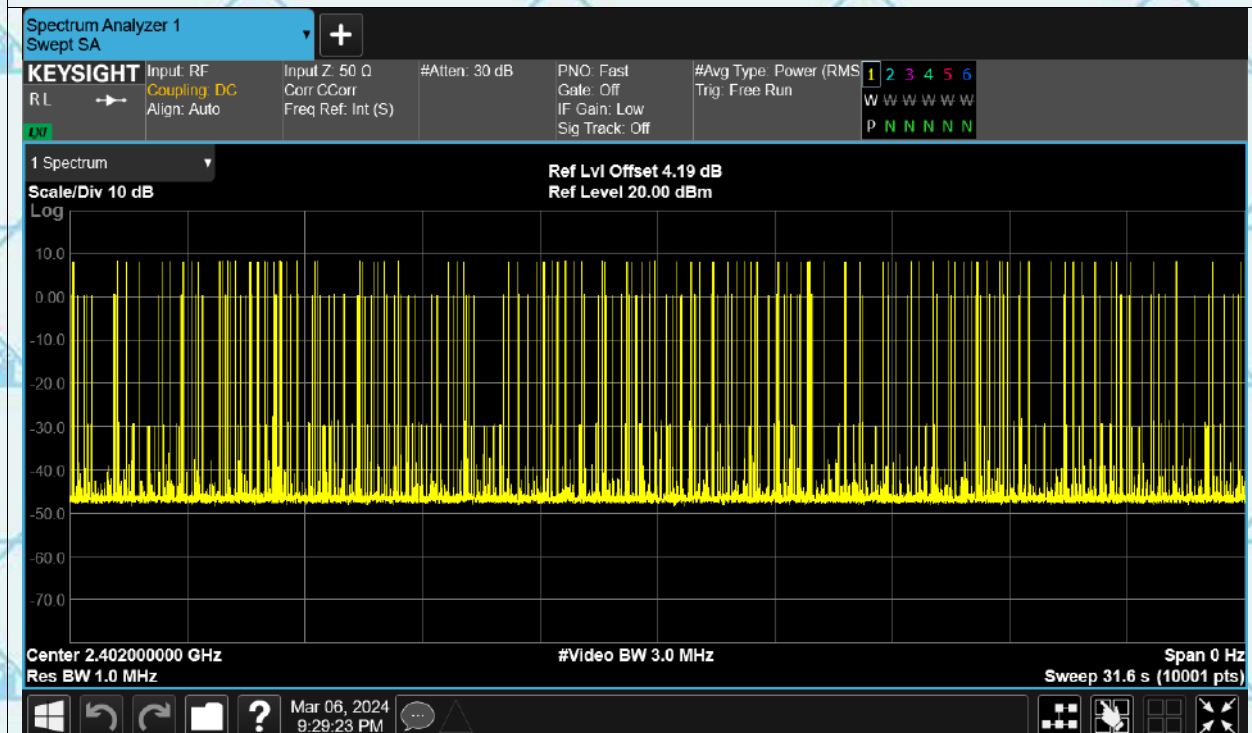 Spectrum Analyzer 1
Swept SA
+
KEYSIGHT
RL
LXI
Input: RF
Coupling: DC
Align: Auto
Input Z: 50 Ω
Corr CCorr
Freq Ref: Int (S)
#Atten: 30 dB
PNO: Fast
Gate: Off
IF Gain: Low
Sig Track: Off
#Avg Type: Power (RMS
Trig: Free Run
1 2 3 4 5 6
W W W W W W
P N N N N N
1 Spectrum
Scale/Div 10 dB
Ref Lvl Offset 4.19 dB
Ref Level 20.00 dBm
Log
10.0
0.00
-10.0
-20.0
-30.0
-40.0
-50.0
-60.0
-70.0
Center 2.402000000 GHz
#Video BW 3.0 MHz
Span 0 Hz
Res BW 1.0 MHz
Sweep 31.6 s (10001 pts)
?
Mar 06, 2024
9:29:23 PM